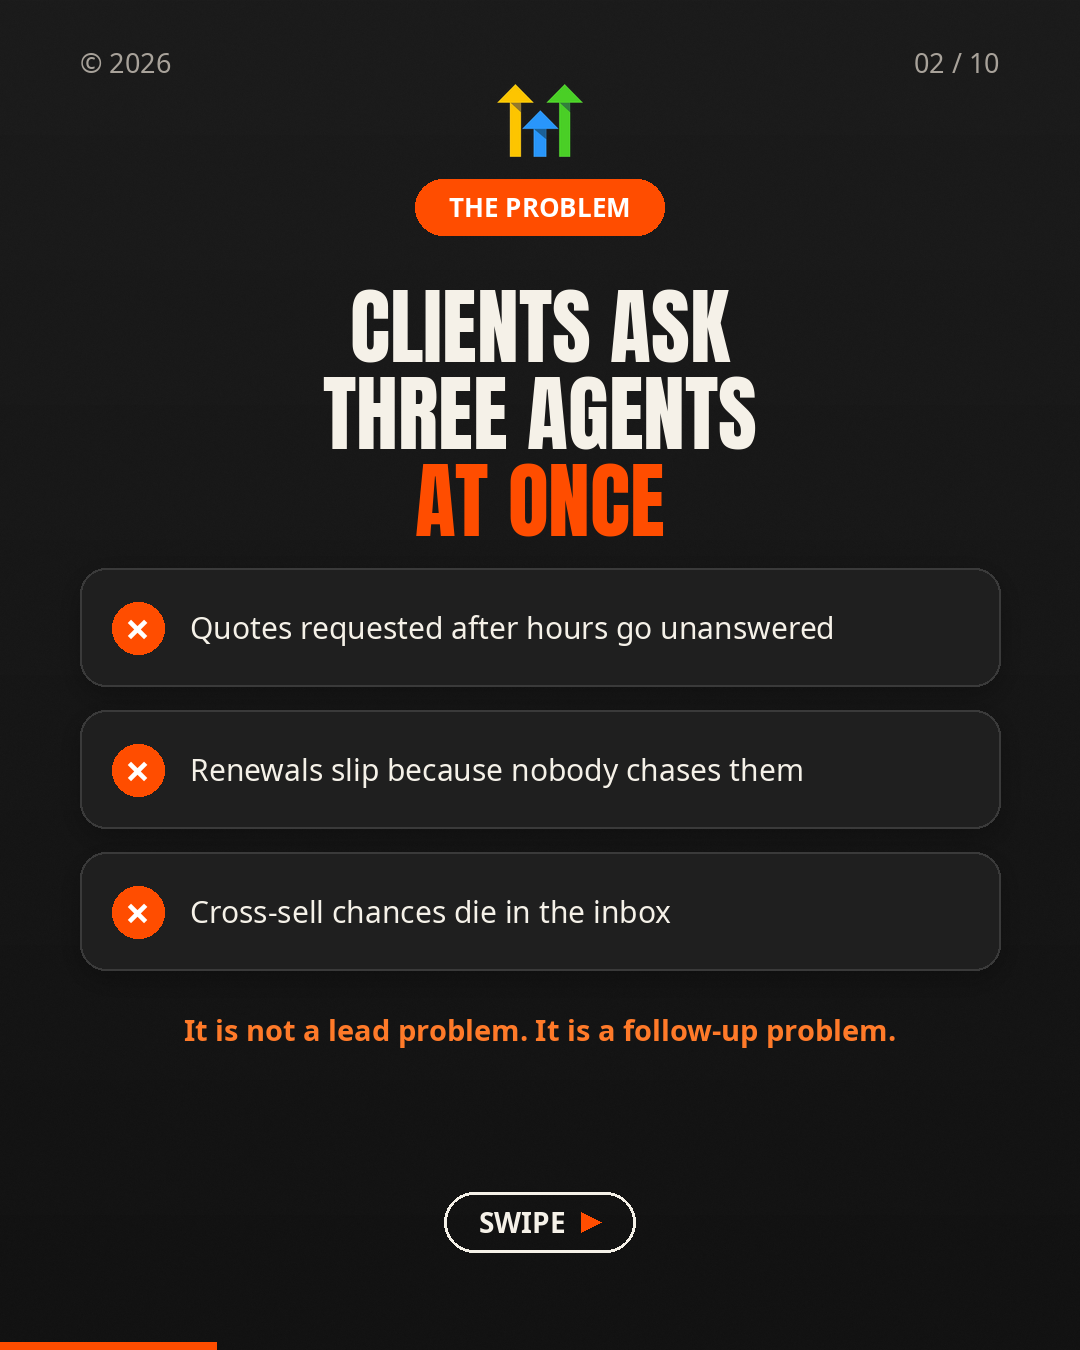 © 2026
02 / 10
THE PROBLEM
CLIENTS ASK
THREE AGENTS
AT ONCE
Quotes requested after hours go unanswered
Renewals slip because nobody chases them
Cross-sell chances die in the inbox
It is not a lead problem. It is a follow-up problem.
SWIPE